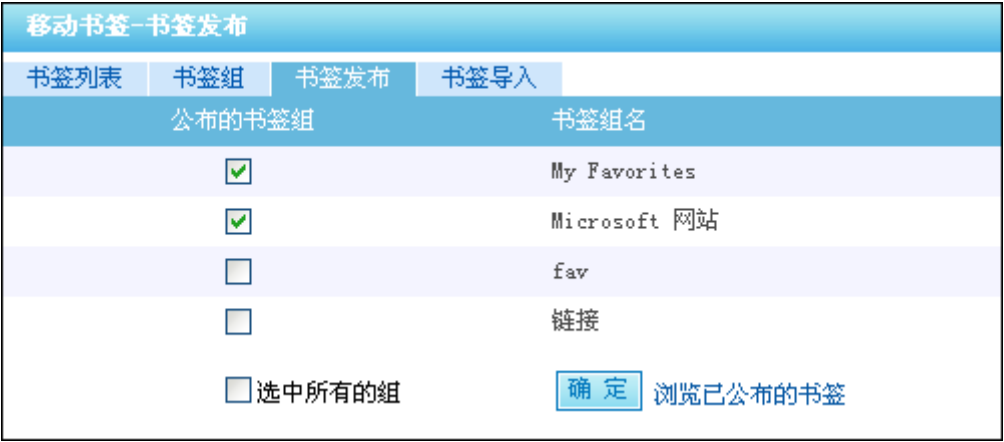 移动书签-书签发布
书签列表 书签组 书签发布 书签导入
公布的书签组 书签组名
My Favorites
Microsoft 网站
fav
链接
选中所有的组 确 定 浏览已公布的书签